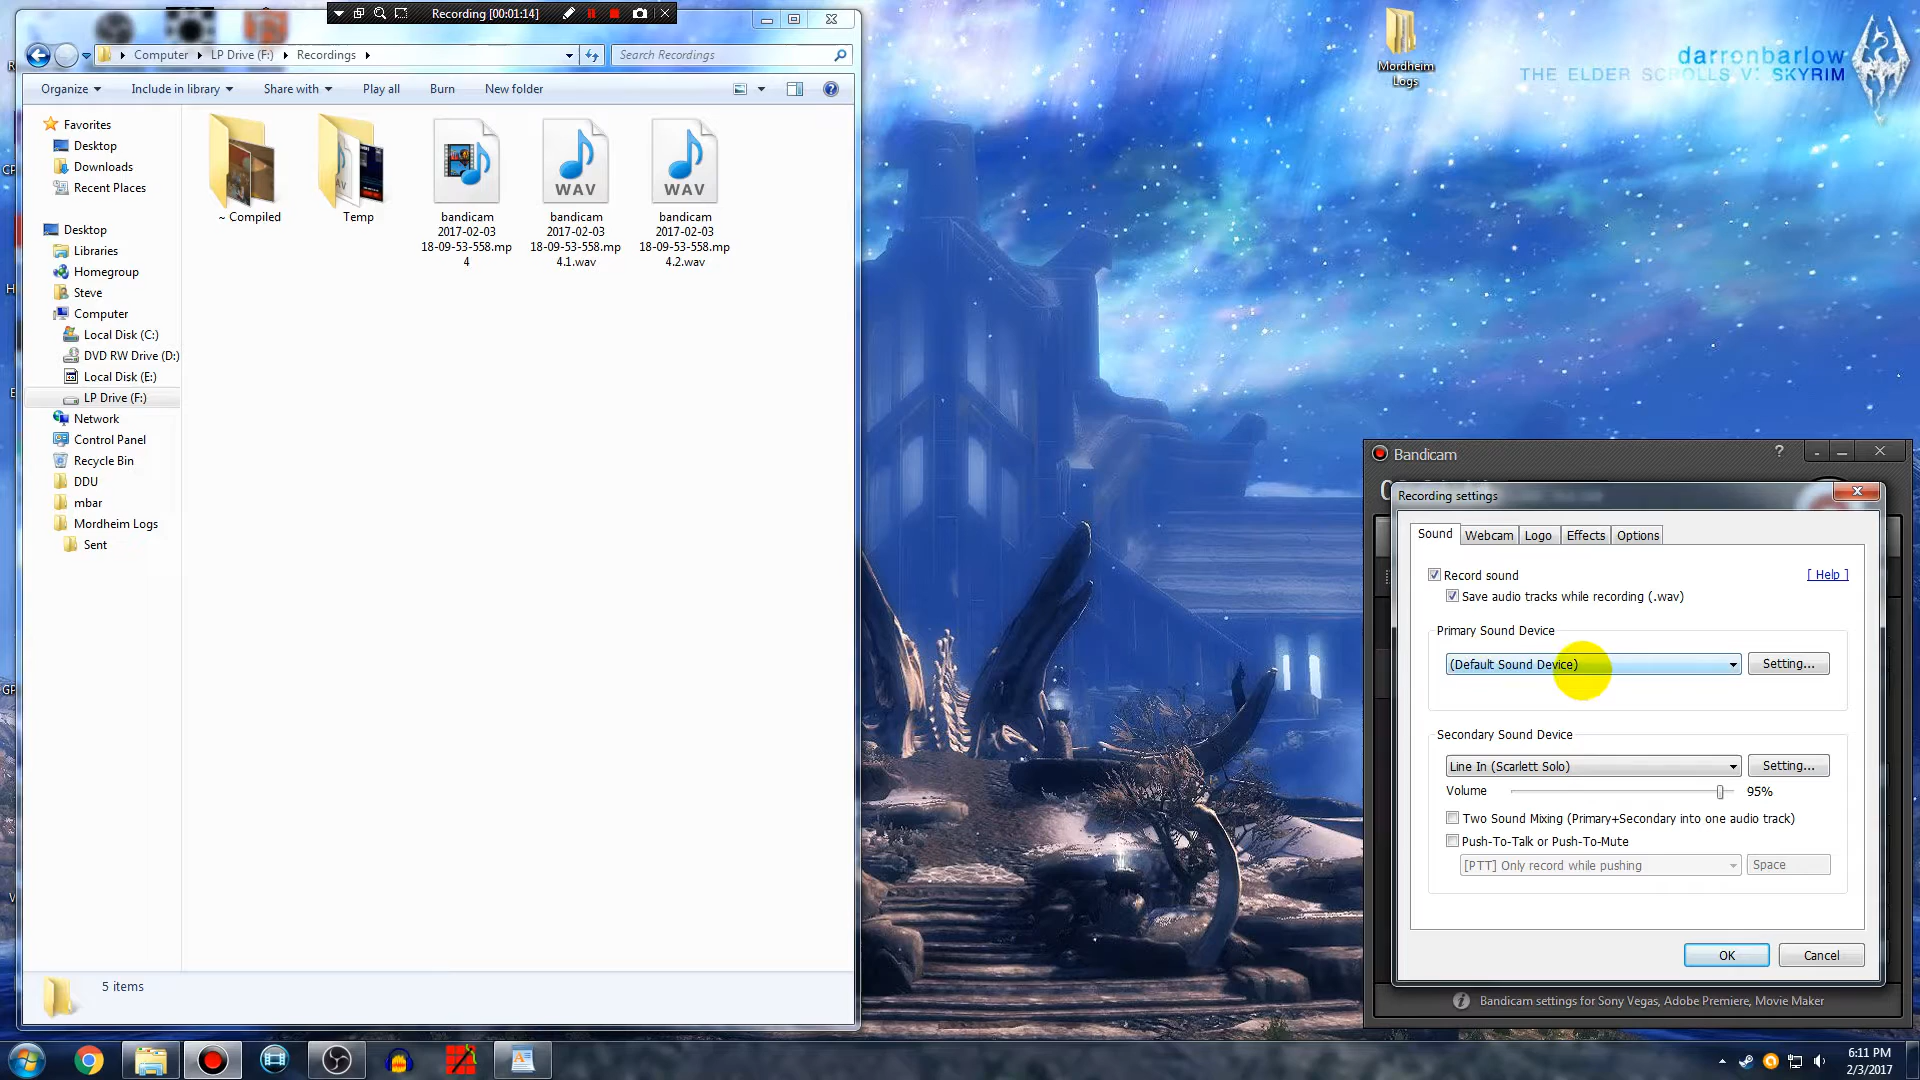 Recording [00:01:14]
Computer
LP Drive (F:)
Recordings
Search Recordings
Organize
Include in library
Share with
Play all
Burn
New folder
Favorites
Desktop
Downloads
Recent Places
Desktop
Libraries
Homegroup
Steve
Computer
Local Disk (C:)
DVD RW Drive (D:)
Local Disk (E:)
LP Drive (F:)
Network
Control Panel
Recycle Bin
DDU
mbar
Mordheim Logs
Sent
~ Compiled
Temp
bandicam
2017-02-03
18-09-53-558.mp
4
WAV
bandicam
2017-02-03
18-09-53-558.mp
4.1.wav
WAV
bandicam
2017-02-03
18-09-53-558.mp
4.2.wav
5 items
Mordheim
Logs
darronbarlow
THE ELDER SCROLLS V: SKYRIM
Bandicam
Recording settings
Sound
Webcam
Logo
Effects
Options
Record sound
[ Help ]
Save audio tracks while recording (.wav)
Primary Sound Device
(Default Sound Device)
Setting...
Secondary Sound Device
Line In (Scarlett Solo)
Setting...
Volume
95%
Two Sound Mixing (Primary+Secondary into one audio track)
Push-To-Talk or Push-To-Mute
[PTT] Only record while pushing
Space
OK
Cancel
Bandicam settings for Sony Vegas, Adobe Premiere, Movie Maker
6:11 PM
2/3/2017